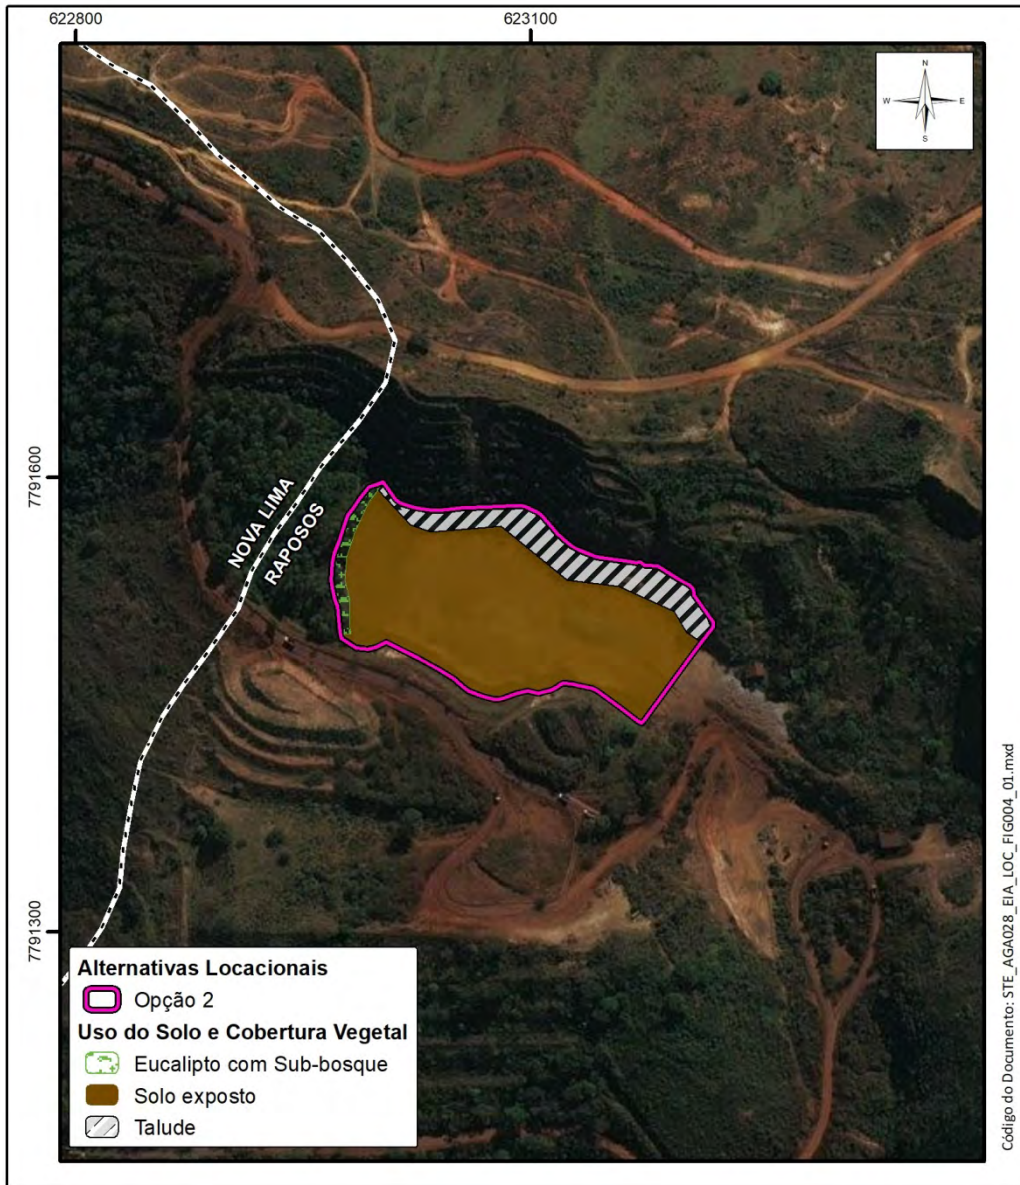 622800
623100
N
W
E
S
7791600
NOVA LIMA
RAPOSOS
7791300
Alternativas Locacionais
Opção 2
Uso do Solo e Cobertura Vegetal
Eucalipto com Sub-bosque
Solo exposto
Talude
Código do Documento: STE_AGA028_EIA_LOC_FIG004_01.mxd